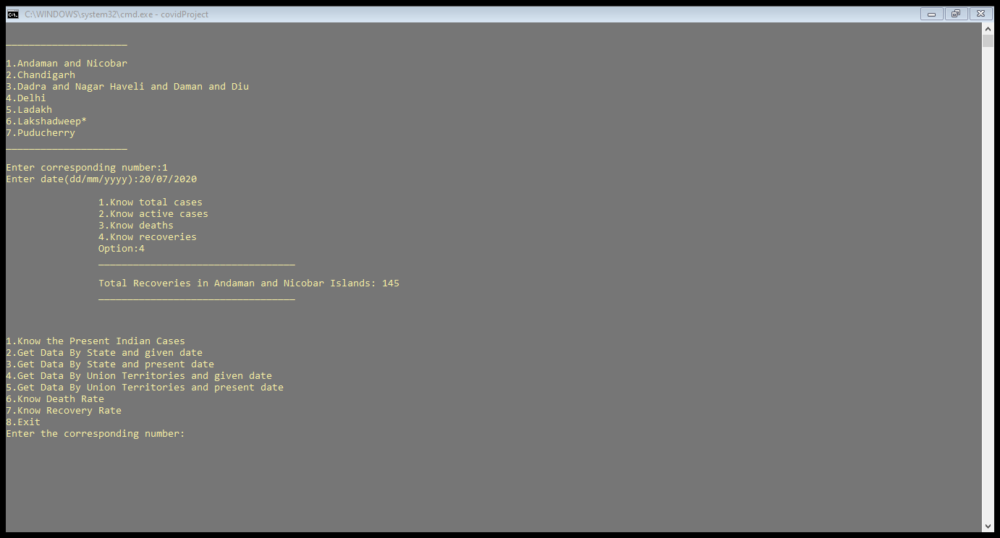 C:\WINDOWS\system32\cmd.exe - covidProject
_____________________
1.Andaman and Nicobar
2.Chandigarh
3.Dadra and Nagar Haveli and Daman and Diu
4.Delhi
5.Ladakh
6.Lakshadweep*
7.Puducherry
_____________________
Enter corresponding number:1
Enter date(dd/mm/yyyy):20/07/2020
1.Know total cases
2.Know active cases
3.Know deaths
4.Know recoveries
Option:4
__________________________________
Total Recoveries in Andaman and Nicobar Islands: 145
__________________________________
1.Know the Present Indian Cases
2.Get Data By State and given date
3.Get Data By State and present date
4.Get Data By Union Territories and given date
5.Get Data By Union Territories and present date
6.Know Death Rate
7.Know Recovery Rate
8.Exit
Enter the corresponding number: